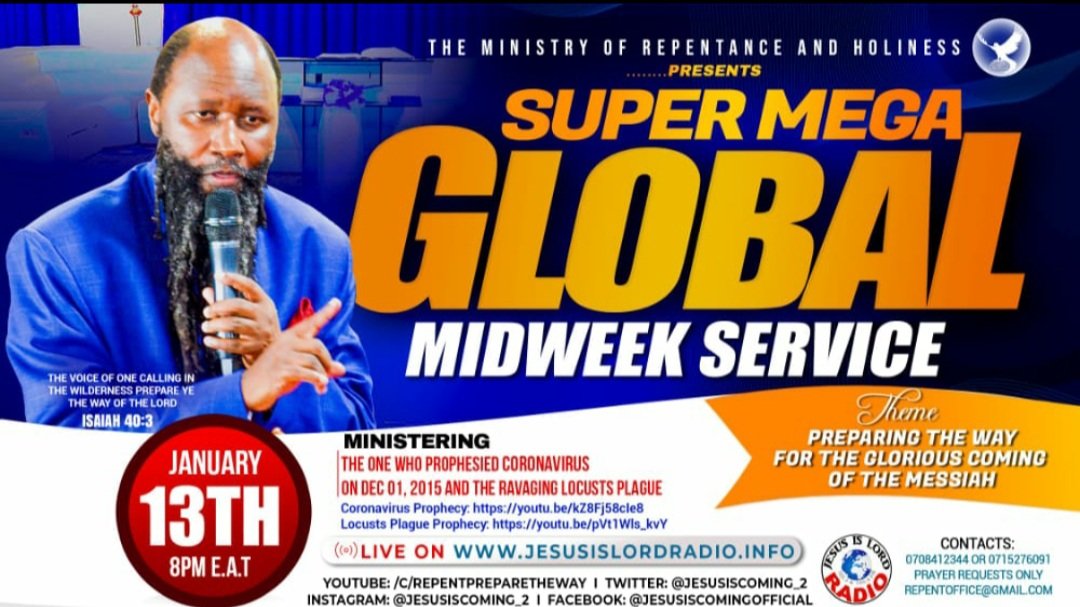 THE MINISTRY OF REPENTANCE AND HOLINESS
........PRESENTS
SUPER MEGA
GLOBAL
MIDWEEK SERVICE
THE VOICE OF ONE CALLING IN
THE WILDERNESS PREPARE YE
THE WAY OF THE LORD
ISAIAH 40:3
JANUARY
13TH
8PM E.A.T
MINISTERING
THE ONE WHO PROPHESIED CORONAVIRUS
ON DEC 01, 2015 AND THE RAVAGING LOCUSTS PLAGUE
Coronavirus Prophecy: https://youtu.be/kZ8Fj58cIe8
Locusts Plague Prophecy: https://youtu.be/pVt1Wls_kvY
LIVE ON WWW.JESUSISLORDRADIO.INFO
YOUTUBE: /C/REPENTPREPARETHEWAY I TWITTER: @JESUSISCOMING_2
INSTAGRAM: @JESUSISCOMING_2 I FACEBOOK: @JESUSISCOMINGOFFICIAL
Theme
PREPARING THE WAY
FOR THE GLORIOUS COMING
OF THE MESSIAH
JESUS IS LORD
RADIO
CONTACTS:
0708412344 OR 0715276091
PRAYER REQUESTS ONLY
REPENTOFFICE@GMAIL.COM